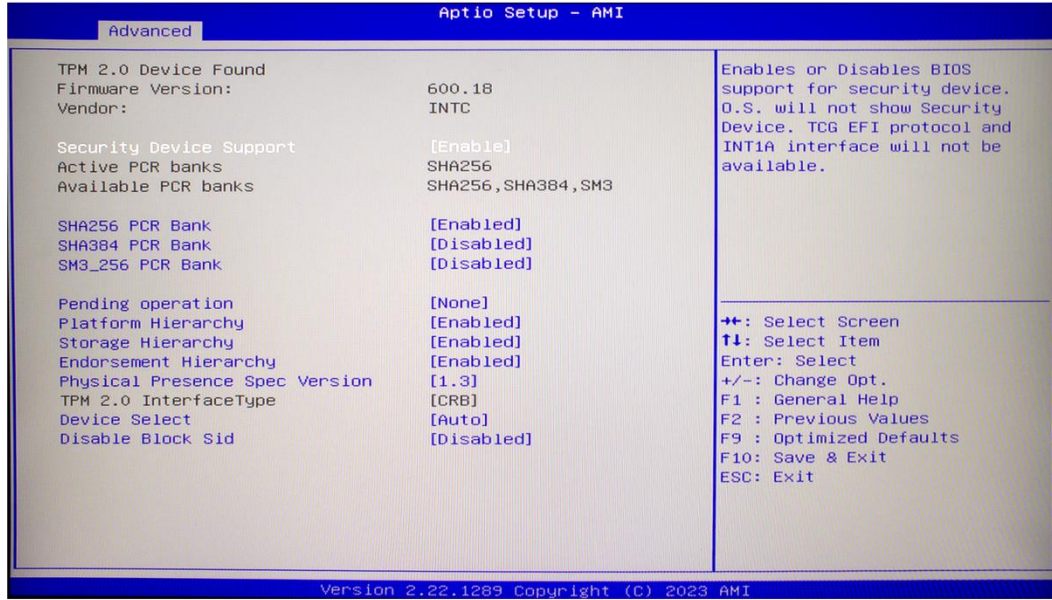 Aptio Setup – AMI
Advanced
TPM 2.0 Device Found
Firmware Version: 600.18
Vendor: INTC
Security Device Support [Enable]
Active PCR banks SHA256
Available PCR banks SHA256,SHA384,SM3
SHA256 PCR Bank [Enabled]
SHA384 PCR Bank [Disabled]
SM3_256 PCR Bank [Disabled]
Pending operation [None]
Platform Hierarchy [Enabled]
Storage Hierarchy [Enabled]
Endorsement Hierarchy [Enabled]
Physical Presence Spec Version [1.3]
TPM 2.0 InterfaceType [CRB]
Device Select [Auto]
Disable Block Sid [Disabled]
Enables or Disables BIOS
support for security device.
O.S. will not show Security
Device. TCG EFI protocol and
INT1A interface will not be
available.
→←: Select Screen
↑↓: Select Item
Enter: Select
+/-: Change Opt.
F1 : General Help
F2 : Previous Values
F9 : Optimized Defaults
F10: Save & Exit
ESC: Exit
Version 2.22.1289 Copyright (C) 2023 AMI